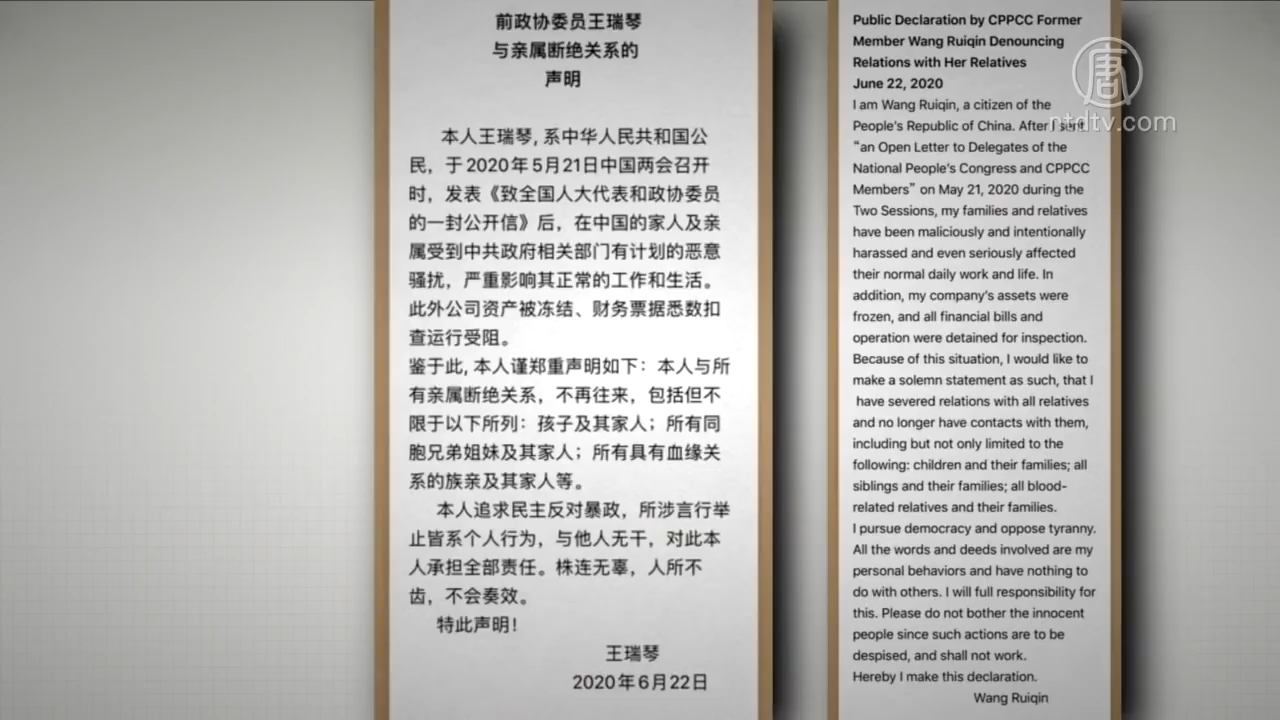 前政协委员王瑞琴
与亲属断绝关系的
声明
本人王瑞琴, 系中华人民共和国公
民，于2020年5月21日中国两会召开
时，发表《致全国人大代表和政协委员
的一封公开信》后，在中国的家人及亲
属受到中共政府相关部门有计划的恶意
骚扰，严重影响其正常的工作和生活。
此外公司资产被冻结、财务票据悉数扣
查运行受阻。
鉴于此, 本人谨郑重声明如下：本人与所
有亲属断绝关系，不再往来，包括但不
限于以下所列：孩子及其家人；所有同
胞兄弟姐妹及其家人；所有具有血缘关
系的族亲及其家人等。
本人追求民主反对暴政，所涉言行举
止皆系个人行为，与他人无干，对此本
人承担全部责任。株连无辜，人所不
齿，不会奏效。
特此声明！
王瑞琴
2020年6月22日
Public Declaration by CPPCC Former
Member Wang Ruiqin Denouncing
Relations with Her Relatives
June 22, 2020
I am Wang Ruiqin, a citizen of the
People's Republic of China. After I sent
“an Open Letter to Delegates of the
National People's Congress and CPPCC
Members” on May 21, 2020 during the
Two Sessions, my families and relatives
have been maliciously and intentionally
harassed and even seriously affected
their normal daily work and life. In
addition, my company's assets were
frozen, and all financial bills and
operation were detained for inspection.
Because of this situation, I would like to
make a solemn statement as such, that I
have severed relations with all relatives
and no longer have contacts with them,
including but not only limited to the
following: children and their families; all
siblings and their families; all blood-
related relatives and their families.
I pursue democracy and oppose tyranny.
All the words and deeds involved are my
personal behaviors and have nothing to
do with others. I will full responsibility for
this. Please do not bother the innocent
people since such actions are to be
despised, and shall not work.
Hereby I make this declaration.
Wang Ruiqin
唐
ntdtv.com